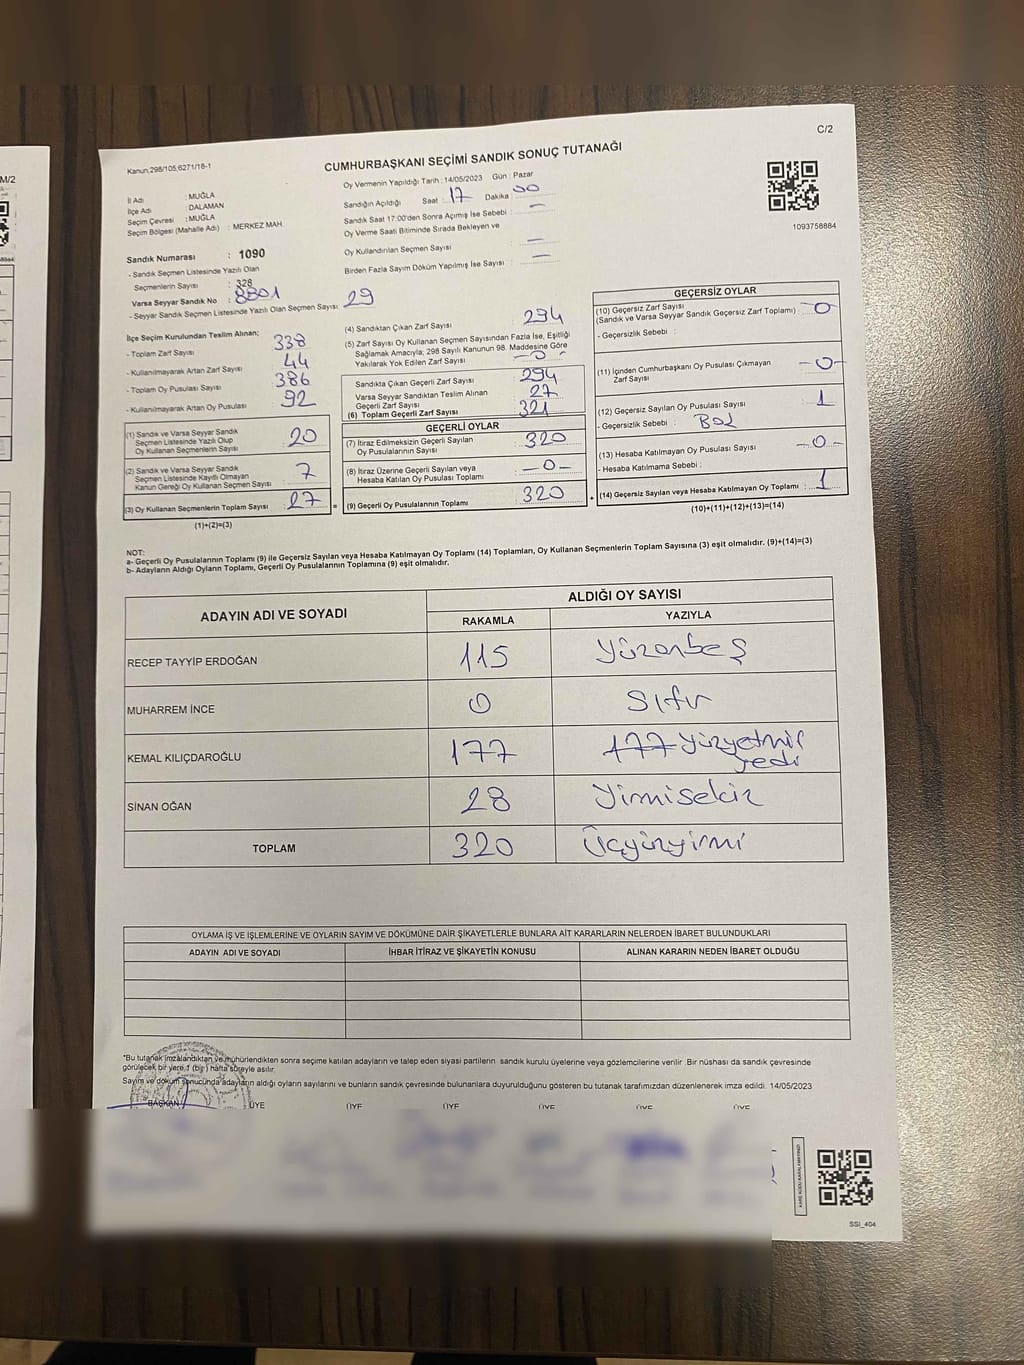 M/2
C/2
Kanun,298/105;6271/18-1
CUMHURBAŞKANI SEÇİMİ SANDIK SONUÇ TUTANAĞI
İl Adı : MUĞLA
İlçe Adı : DALAMAN
Seçim Çevresi : MUĞLA
Seçim Bölgesi (Mahalle Adı) : MERKEZ MAH
Sandık Numarası : 1090
- Sandık Seçmen Listesinde Yazılı Olan
Seçmenlerin Sayısı : 328
Varsa Seyyar Sandık No : 8801
- Seyyar Sandık Seçmen Listesinde Yazılı Olan Seçmen Sayısı : 29
Oy Vermenin Yapıldığı Tarih : 14/05/2023 Gün : Pazar
Sandığın Açıldığı Saat : 17 Dakika : 00
Sandık Saat 17:00'den Sonra Açımış İse Sebebi : —
Oy Verme Saati Bitiminde Sırada Bekleyen ve
Oy Kullandırılan Seçmen Sayısı : —
Birden Fazla Sayım Döküm Yapılmış İse Sayısı : —
1093758884
İlçe Seçim Kurulundan Teslim Alınan;
- Toplam Zarf Sayısı : 338
- Kullanılmayarak Artan Zarf Sayısı : 44
- Toplam Oy Pusulası Sayısı : 386
- Kullanılmayarak Artan Oy Pusulası : 92
(1) Sandık ve Varsa Seyyar Sandık
Seçmen Listesinde Yazılı Olup
Oy Kullanan Seçmenlerin Sayısı : 20
(2) Sandık ve Varsa Seyyar Sandık
Seçmen Listesinde Kayıtlı Olmayan
Kanun Gereği Oy Kullanan Seçmen Sayısı : 7
(3) Oy Kullanan Seçmenlerin Toplam Sayısı : 27
(1)+(2)=(3)
(4) Sandıktan Çıkan Zarf Sayısı : 294
(5) Zarf Sayısı Oy Kullanan Seçmen Sayısından Fazla İse, Eşitliği
Sağlamak Amacıyla; 298 Sayılı Kanunun 98. Maddesine Göre
Yakılarak Yok Edilen Zarf Sayısı : —0—
Sandıkta Çıkan Geçerli Zarf Sayısı : 294
Varsa Seyyar Sandıktan Teslim Alınan
Geçerli Zarf Sayısı : 27
(6) Toplam Geçerli Zarf Sayısı : 321
GEÇERLİ OYLAR
(7) İtiraz Edilmeksizin Geçerli Sayılan
Oy Pusulalarının Sayısı : 320
(8) İtiraz Üzerine Geçerli Sayılan veya
Hesaba Katılan Oy Pusulası Toplamı : —0—
= (9) Geçerli Oy Pusulalarının Toplamı : 320 +
GEÇERSİZ OYLAR
(10) Geçersiz Zarf Sayısı
(Sandık ve Varsa Seyyar Sandık Geçersiz Zarf Toplamı) : —0—
- Geçersizlik Sebebi :
(11) İçinden Cumhurbaşkanı Oy Pusulası Çıkmayan
Zarf Sayısı : —0—
(12) Geçersiz Sayılan Oy Pusulası Sayısı : 1
- Geçersizlik Sebebi :
(13) Hesaba Katılmayan Oy Pusulası Sayısı : —0—
- Hesaba Katılmama Sebebi :
(14) Geçersiz Sayılan veya Hesaba Katılmayan Oy Toplamı : 1
(10)+(11)+(12)+(13)=(14)
NOT:
a- Geçerli Oy Pusulalarının Toplamı (9) ile Geçersiz Sayılan veya Hesaba Katılmayan Oy Toplamı (14) Toplamları, Oy Kullanan Seçmenlerin Toplam Sayısına (3) eşit olmalıdır. (9)+(14)=(3)
b- Adayların Aldığı Oyların Toplamı, Geçerli Oy Pusulalarının Toplamına (9) eşit olmalıdır.
ADAYIN ADI VE SOYADI ALDIĞI OY SAYISI
RAKAMLA YAZIYLA
RECEP TAYYİP ERDOĞAN 115 Yüzonbeş
MUHARREM İNCE 0 Sıfır
KEMAL KILIÇDAROĞLU 177 177 Yüzyetmiş
yedi
SİNAN OĞAN 28 Yirmisekiz
TOPLAM 320 Üçyüzyirmi
OYLAMA İŞ VE İŞLEMLERİNE VE OYLARIN SAYIM VE DÖKÜMÜNE DAİR ŞİKAYETLERLE BUNLARA AİT KARARLARIN NELERDEN İBARET BULUNDUKLARI
ADAYIN ADI VE SOYADI İHBAR İTİRAZ VE ŞİKAYETİN KONUSU ALINAN KARARIN NEDEN İBARET OLDUĞU
*Bu tutanak imzalandıktan ve mühürlendikten sonra seçime katılan adayların ve talep eden siyasi partilerin sandık kurulu üyelerine veya gözlemcilerine verilir. Bir nüshası da sandık çevresinde
görülecek bir yere 1 (bir) hafta süreyle asılır.
Sayım ve döküm sonucunda adayların aldığı oyların sayılarını ve bunların sandık çevresinde bulunanlara duyurulduğunu gösteren bu tutanak tarafımızdan düzenlenerek imza edildi. 14/05/2023
BAŞKAN ÜYE ÜYE ÜYE ÜYE ÜYE ÜYE
SSI_404